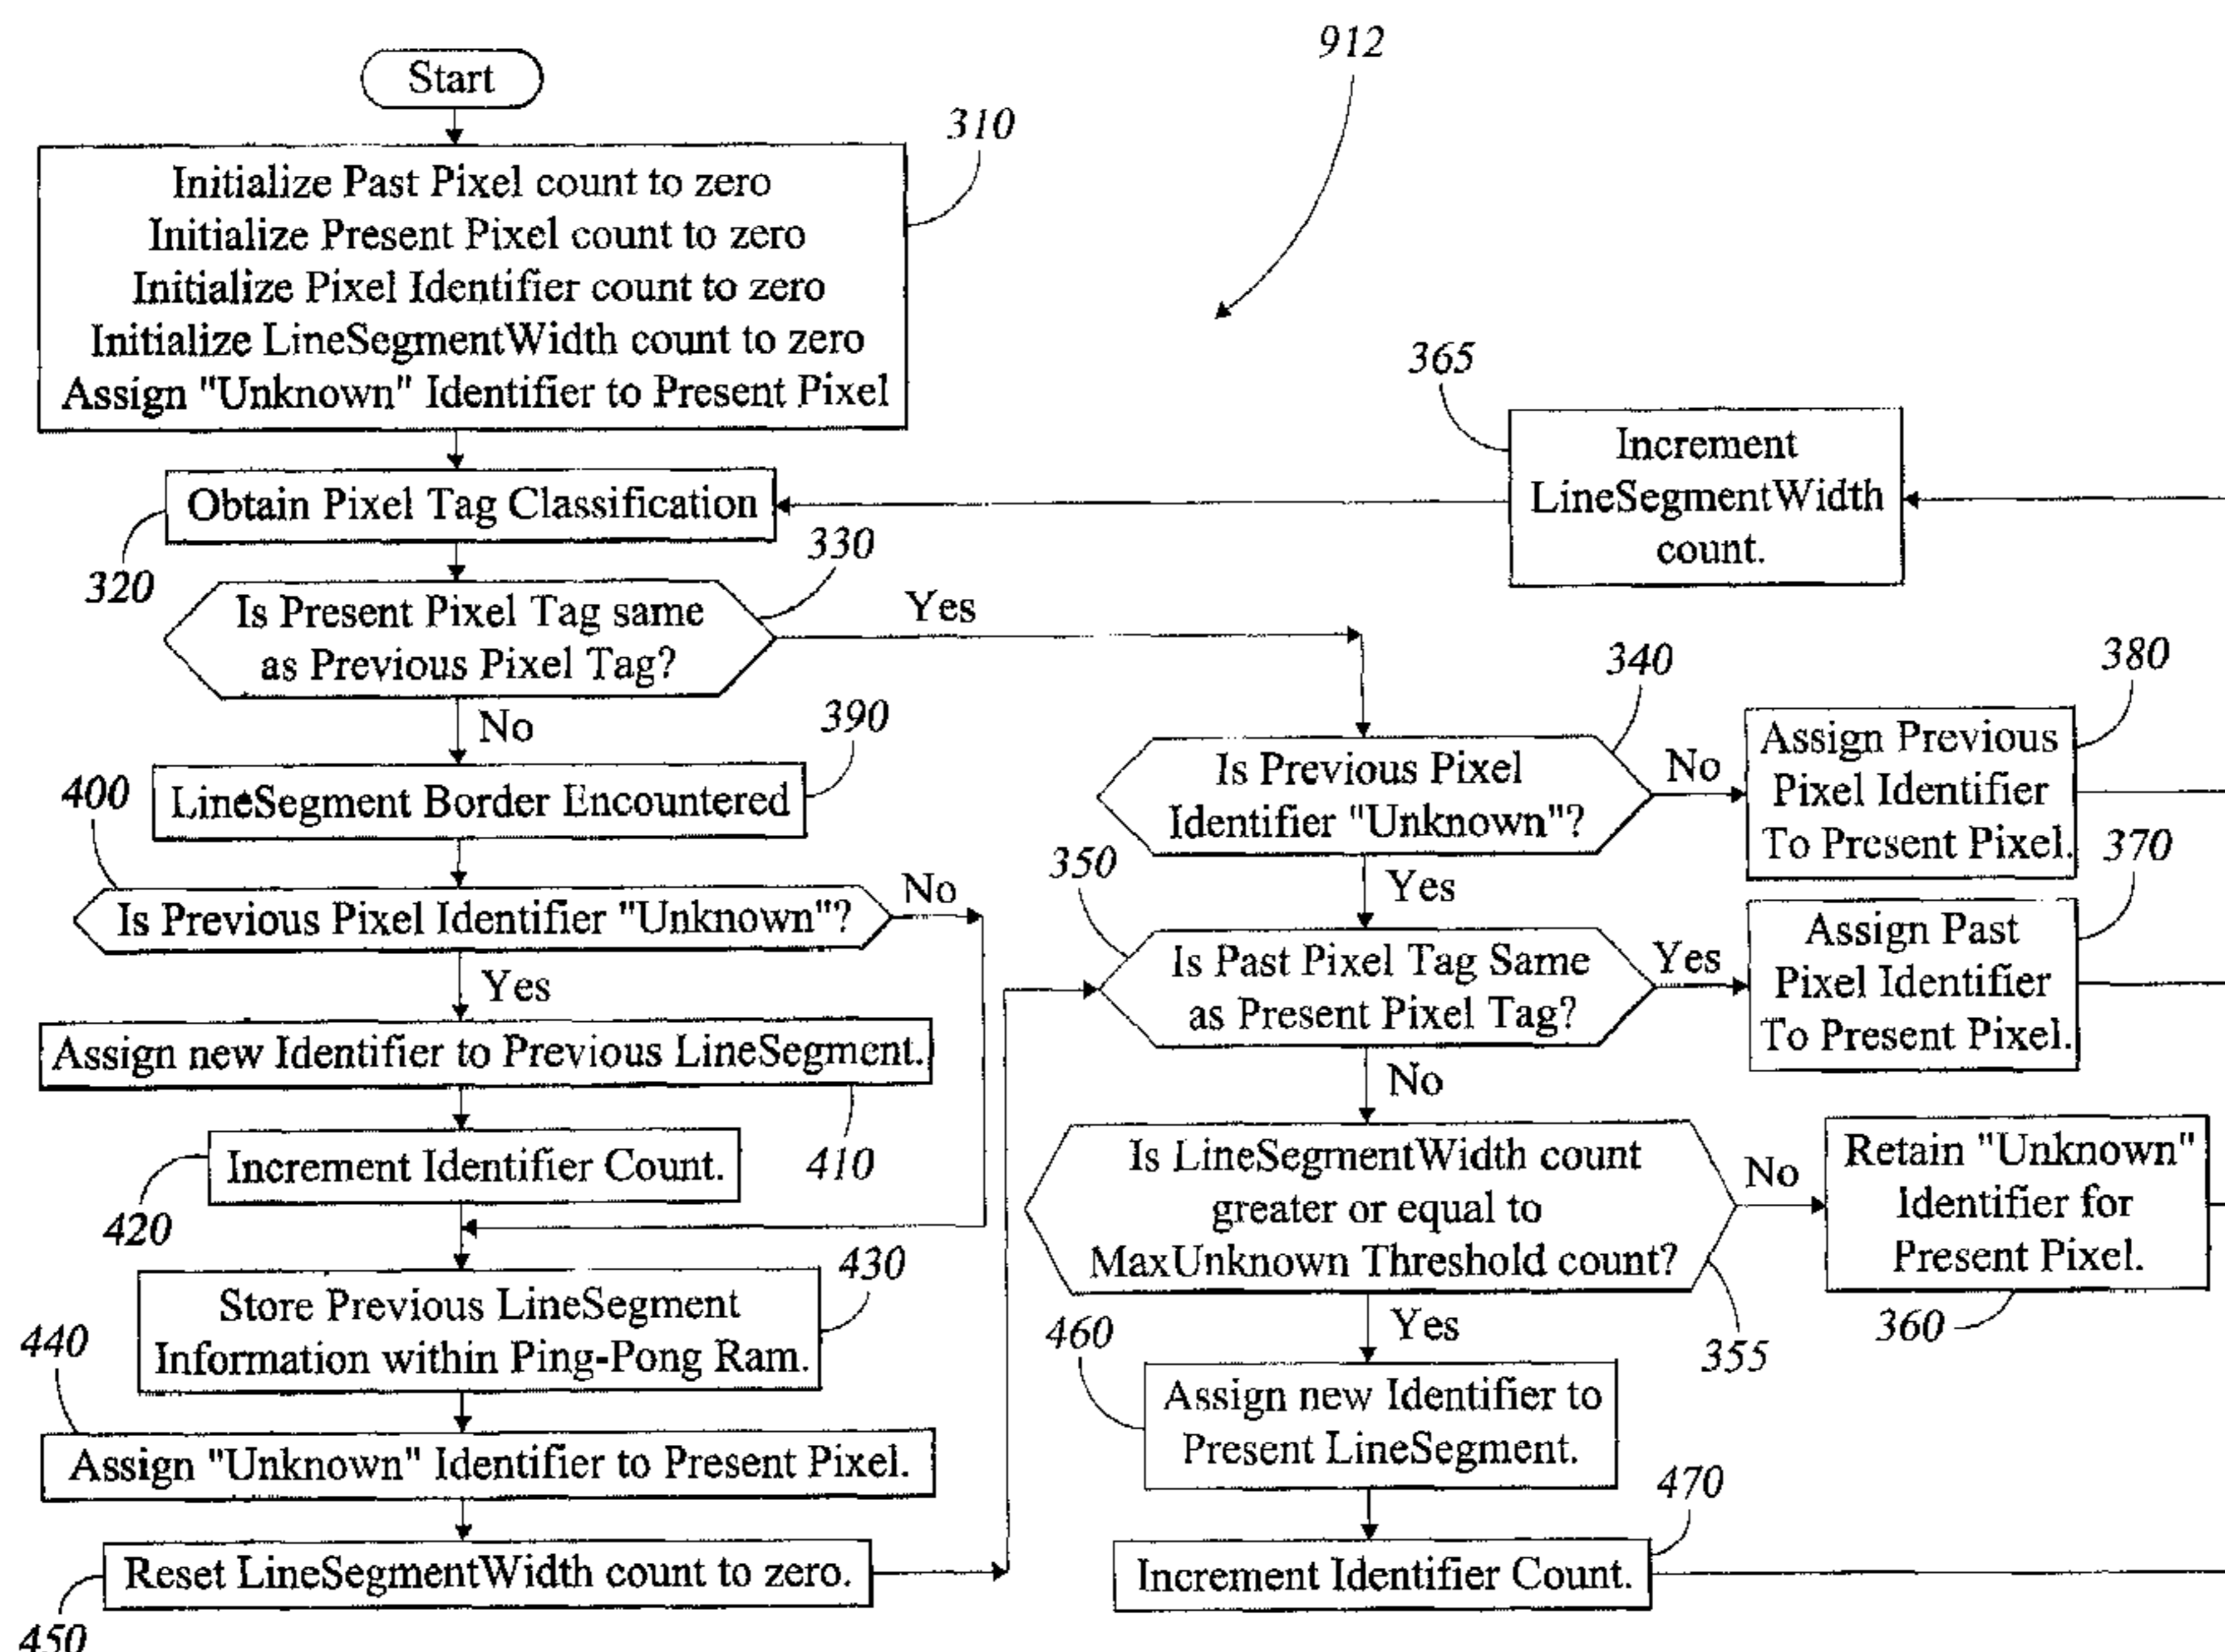 912
Start
310
Initialize Past Pixel count to zero
Initialize Present Pixel count to zero
Initialize Pixel Identifier count to zero
Initialize LineSegmentWidth count to zero
Assign "Unknown" Identifier to Present Pixel
365
Increment
LineSegmentWidth
count.
Obtain Pixel Tag Classification
320
330
Is Present Pixel Tag same
as Previous Pixel Tag?
Yes
No
390
LineSegment Border Encountered
400
Is Previous Pixel Identifier "Unknown"?
No
Yes
Assign new Identifier to Previous LineSegment.
410
Increment Identifier Count.
420
430
Store Previous LineSegment
Information within Ping-Pong Ram.
440
Assign "Unknown" Identifier to Present Pixel.
Reset LineSegmentWidth count to zero.
450
340
Is Previous Pixel
Identifier "Unknown"?
No
380
Assign Previous
Pixel Identifier
To Present Pixel.
Yes
350
Is Past Pixel Tag Same
as Present Pixel Tag?
Yes
370
Assign Past
Pixel Identifier
To Present Pixel.
No
Is LineSegmentWidth count
greater or equal to
MaxUnknown Threshold count?
355
No
Retain "Unknown"
Identifier for
Present Pixel.
360
Yes
460
Assign new Identifier to
Present LineSegment.
470
Increment Identifier Count.